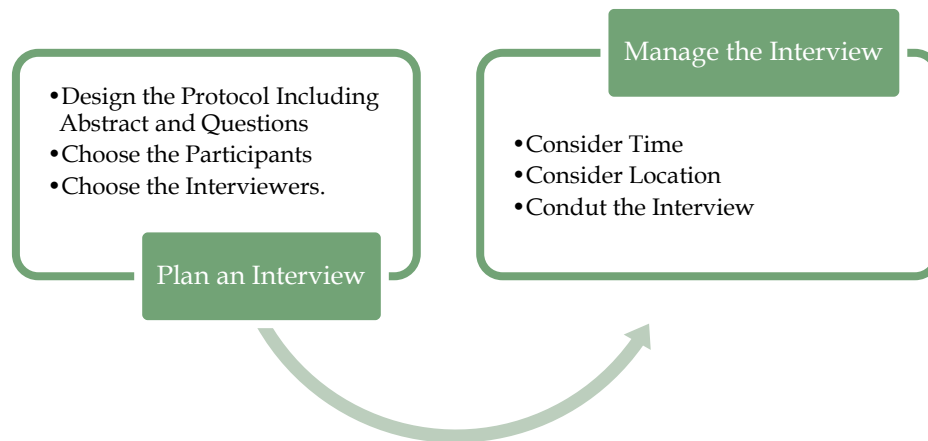 •Design the Protocol Including
Abstract and Questions
•Choose the Participants
•Choose the Interviewers.
Plan an Interview
Manage the Interview
•Consider Time
•Consider Location
•Condut the Interview